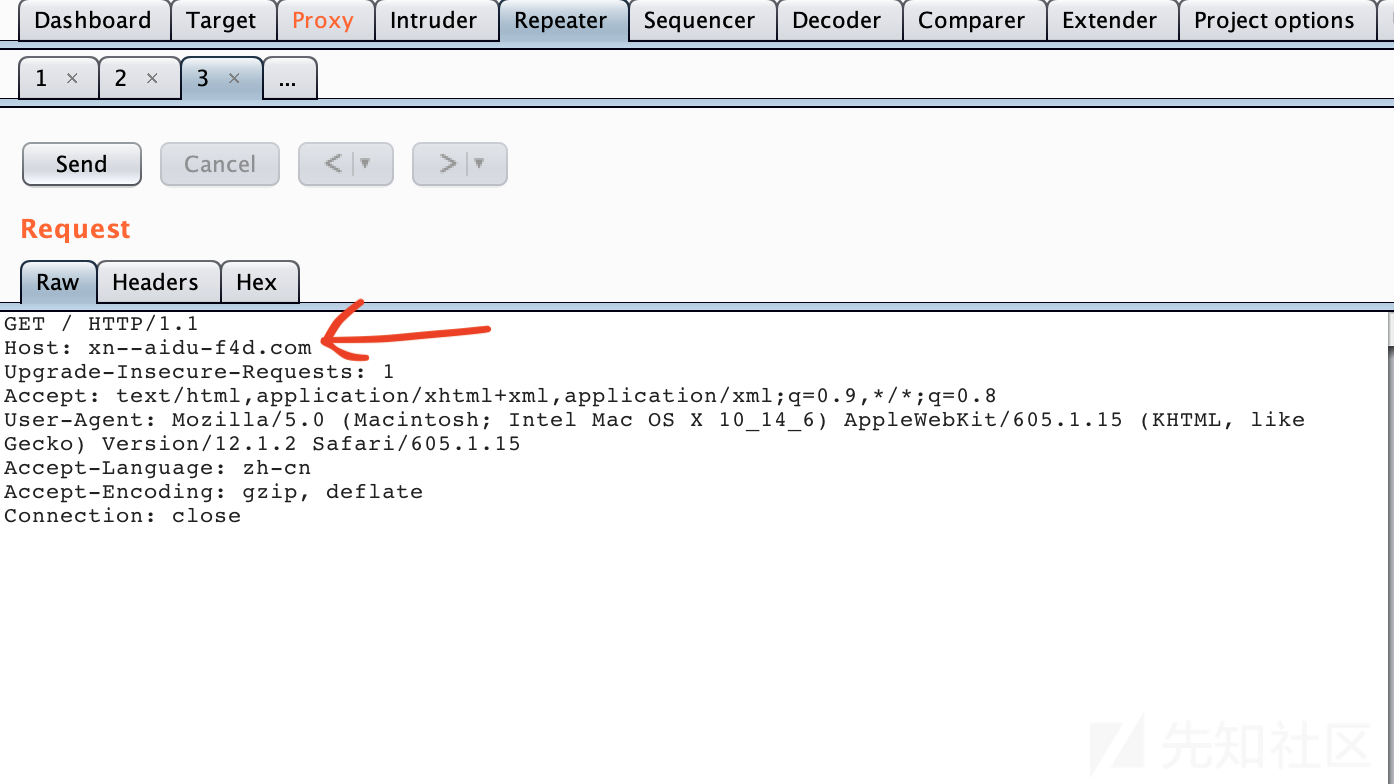 Dashboard Target Proxy Intruder Repeater Sequencer Decoder Comparer Extender Project options
1 × 2 × 3 × ...
Send Cancel < ▼ > ▼
Request
Raw Headers Hex
GET / HTTP/1.1
Host: xn--aidu-f4d.com
Upgrade-Insecure-Requests: 1
Accept: text/html,application/xhtml+xml,application/xml;q=0.9,*/*;q=0.8
User-Agent: Mozilla/5.0 (Macintosh; Intel Mac OS X 10_14_6) AppleWebKit/605.1.15 (KHTML, like
Gecko) Version/12.1.2 Safari/605.1.15
Accept-Language: zh-cn
Accept-Encoding: gzip, deflate
Connection: close
先知社区